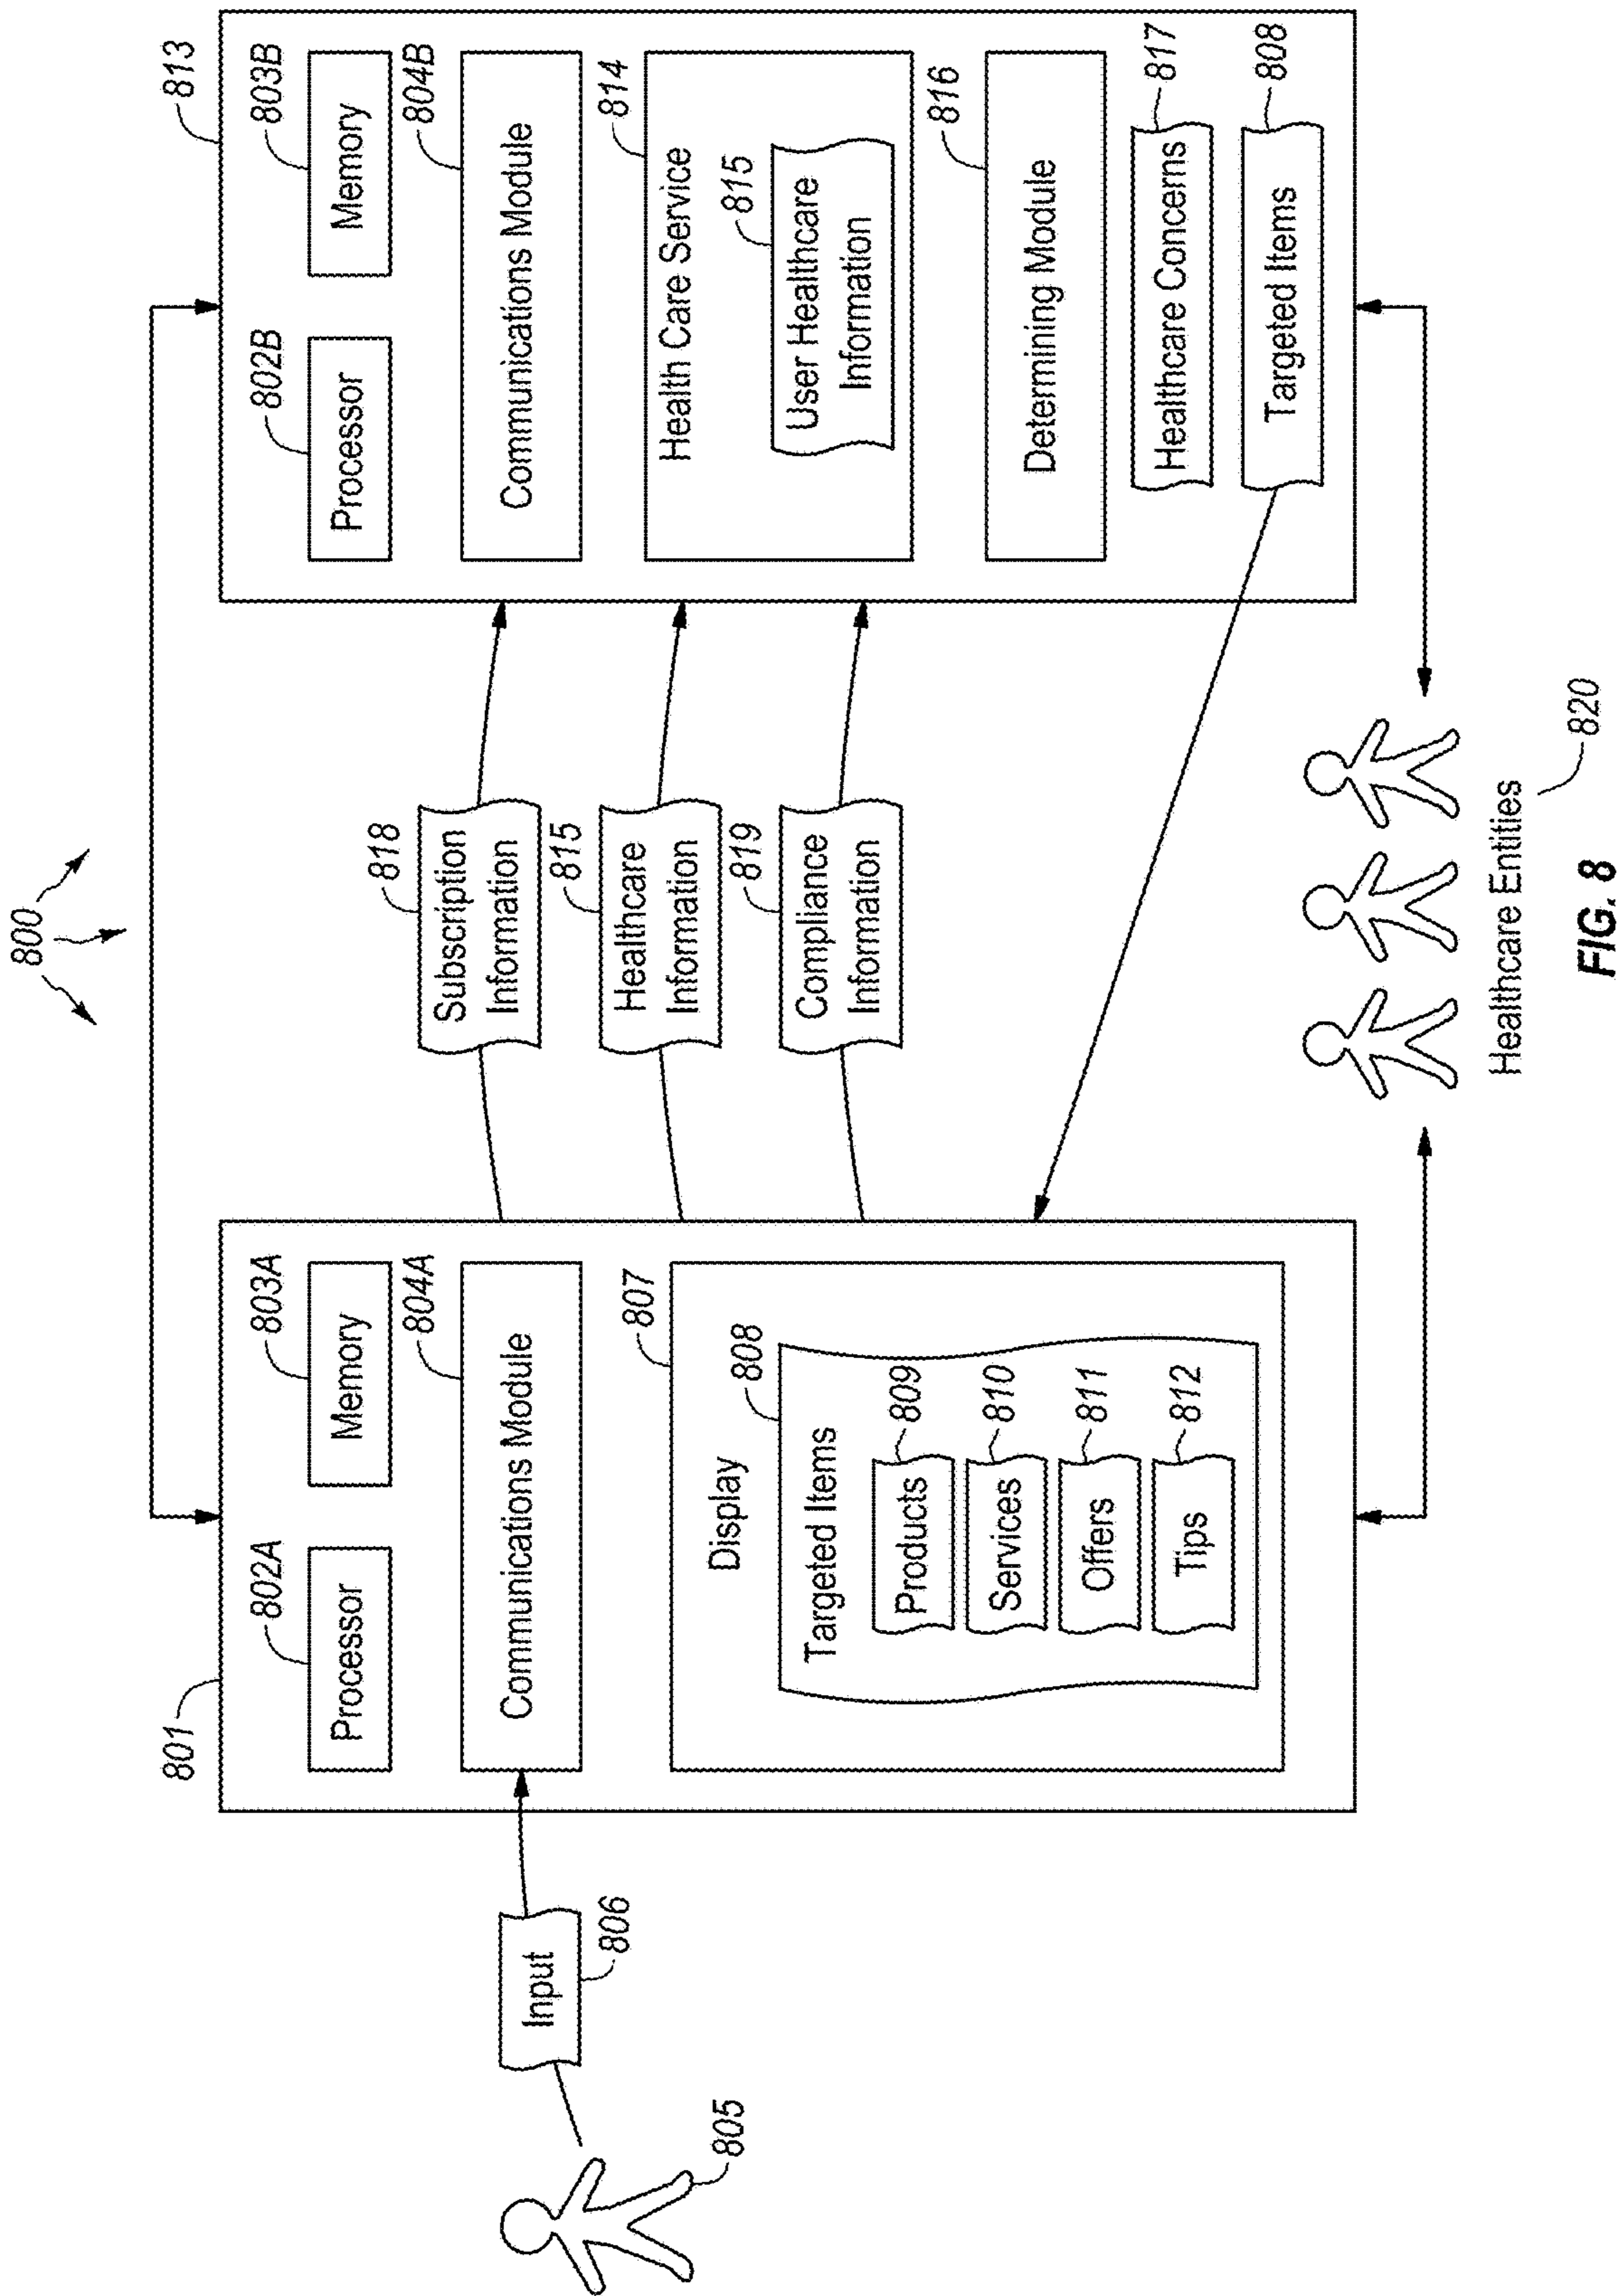 800
801
802A
Processor
803A
Memory
804A
Communications Module
805
Input
806
807
Display
808
Targeted Items
Products
809
Services
810
Offers
811
Tips
812
818
Subscription
Information
815
Healthcare
Information
819
Compliance
Information
813
802B
Processor
803B
Memory
804B
Communications Module
814
Health Care Service
815
User Healthcare
Information
816
Determining Module
Healthcare Concerns
817
Targeted Items
808
Healthcare Entities
820
FIG. 8